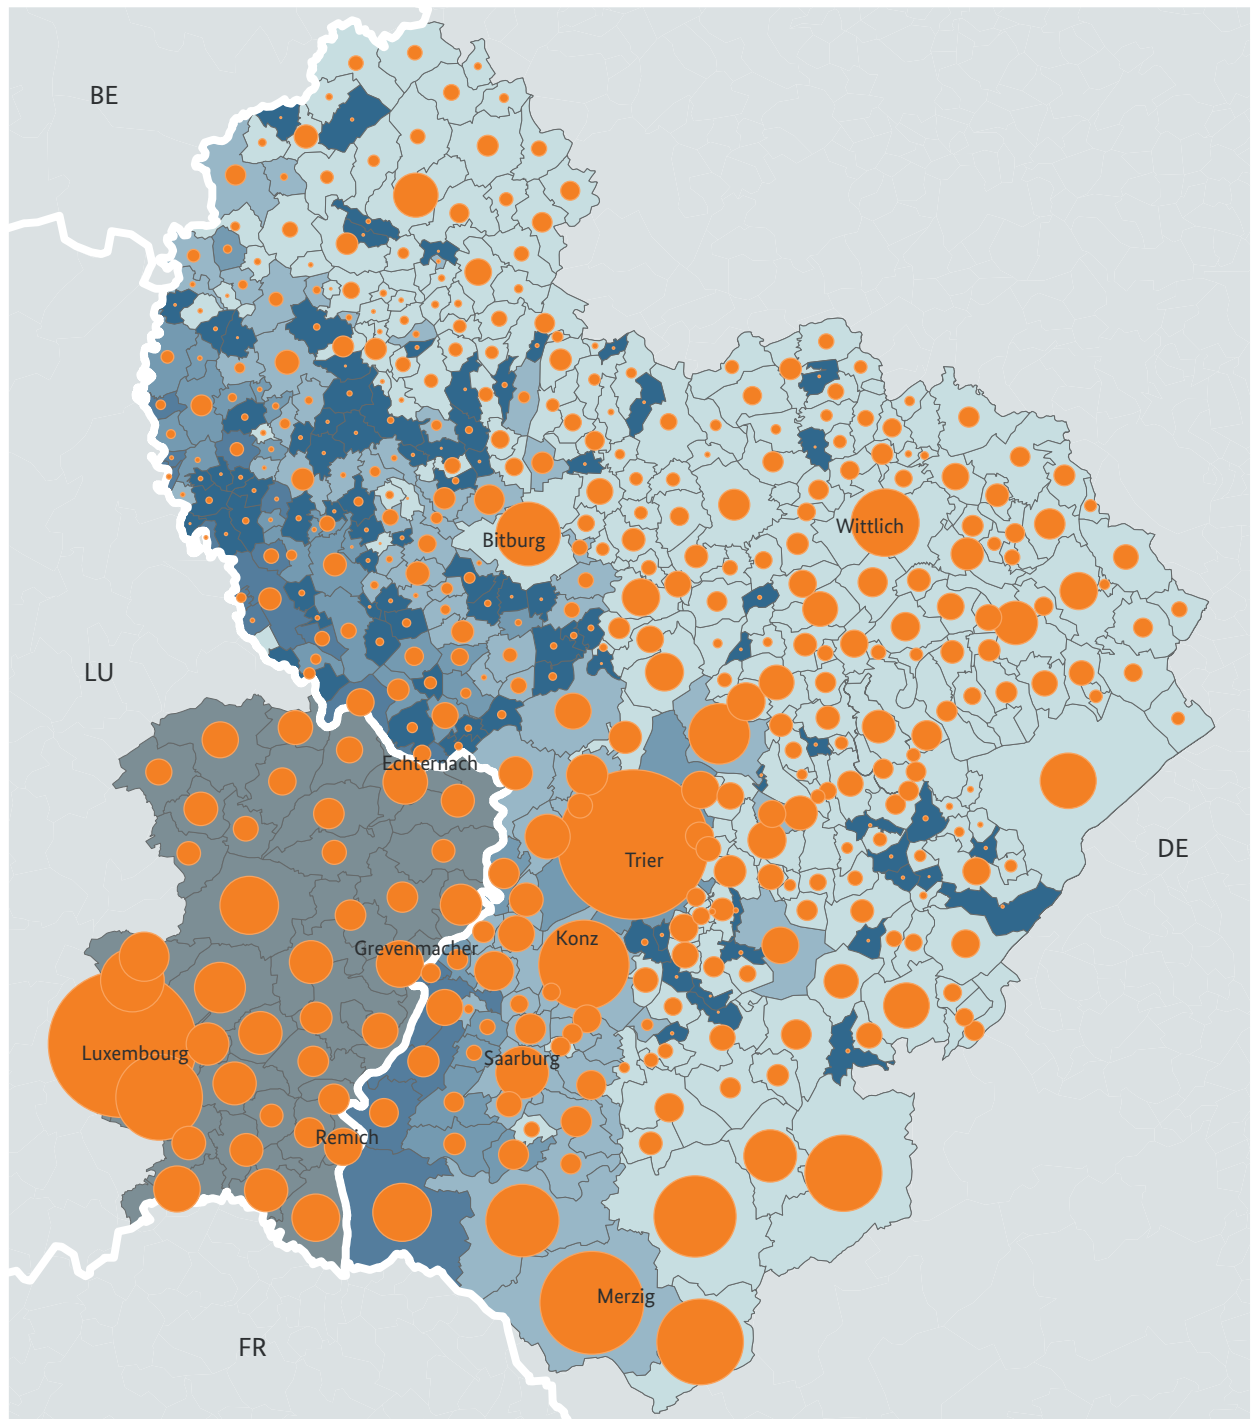 BE
Wittlich
Bitburg
LU
Echternach
DE
Trier
Konz
Grevenmacher
Luxembourg
Saarburg
Remich
Merzig
FR